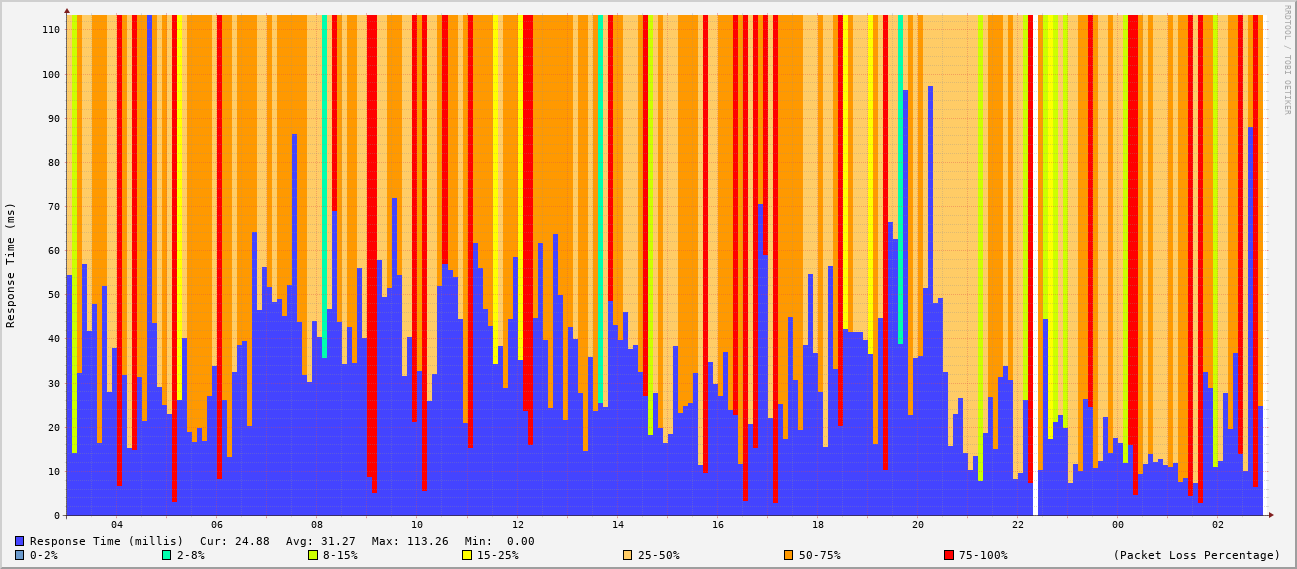 RRDTOOL / TOBI OETIKER
Response Time (ms)
110
100
90
80
70
60
50
40
30
20
10
0
04 06 08 10 12 14 16 18 20 22 00 02
Response Time (millis) Cur: 24.88 Avg: 31.27 Max: 113.26 Min: 0.00
0-2% 2-8% 8-15% 15-25% 25-50% 50-75% 75-100% (Packet Loss Percentage)